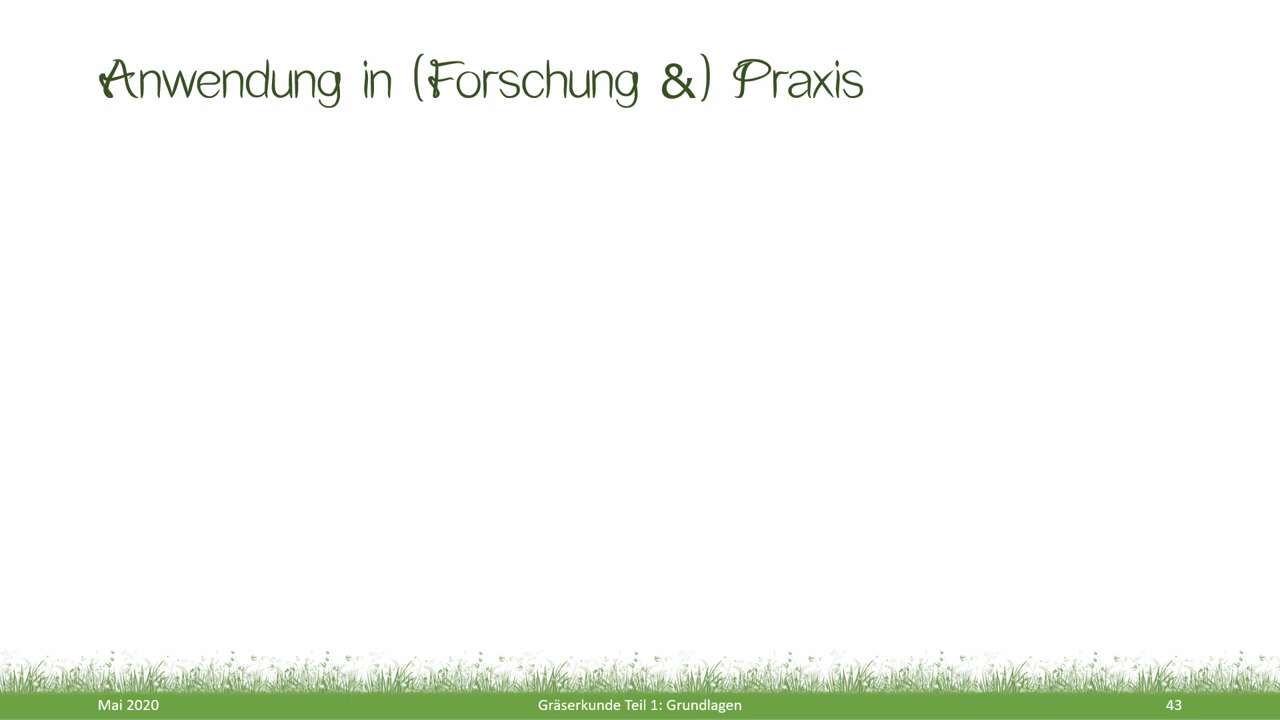 Anwendung in (Forschung &) Praxis
Mai 2020
Gräserkunde Teil 1: Grundlagen
43